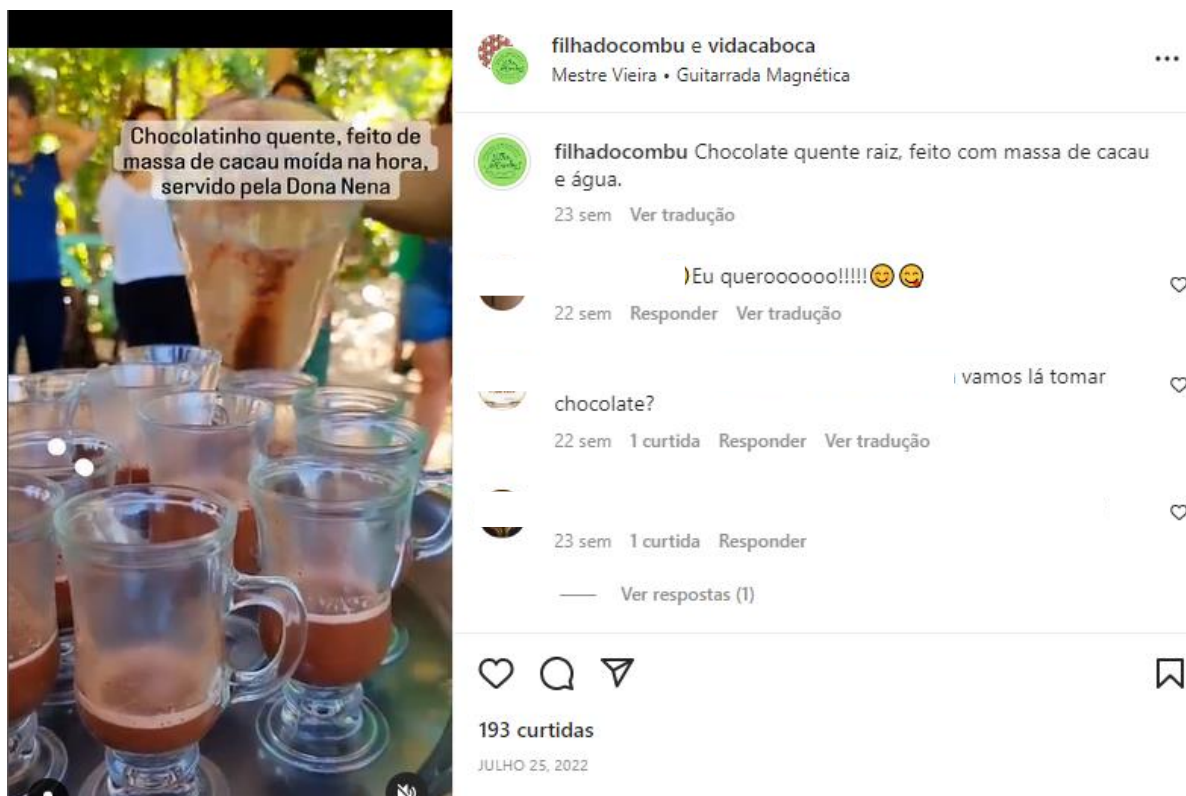 Chocolatinho quente, feito de
massa de cacau moída na hora,
servido pela Dona Nena
filhadocombu e vidacaboca
Mestre Vieira • Guitarrada Magnética
filhadocombu Chocolate quente raiz, feito com massa de cacau
e água.
23 sem Ver tradução
Eu queroooooo!!!!!😊😋
22 sem Responder Ver tradução
vamos lá tomar
chocolate?
22 sem 1 curtida Responder Ver tradução
23 sem 1 curtida Responder
Ver respostas (1)
193 curtidas
JULHO 25, 2022